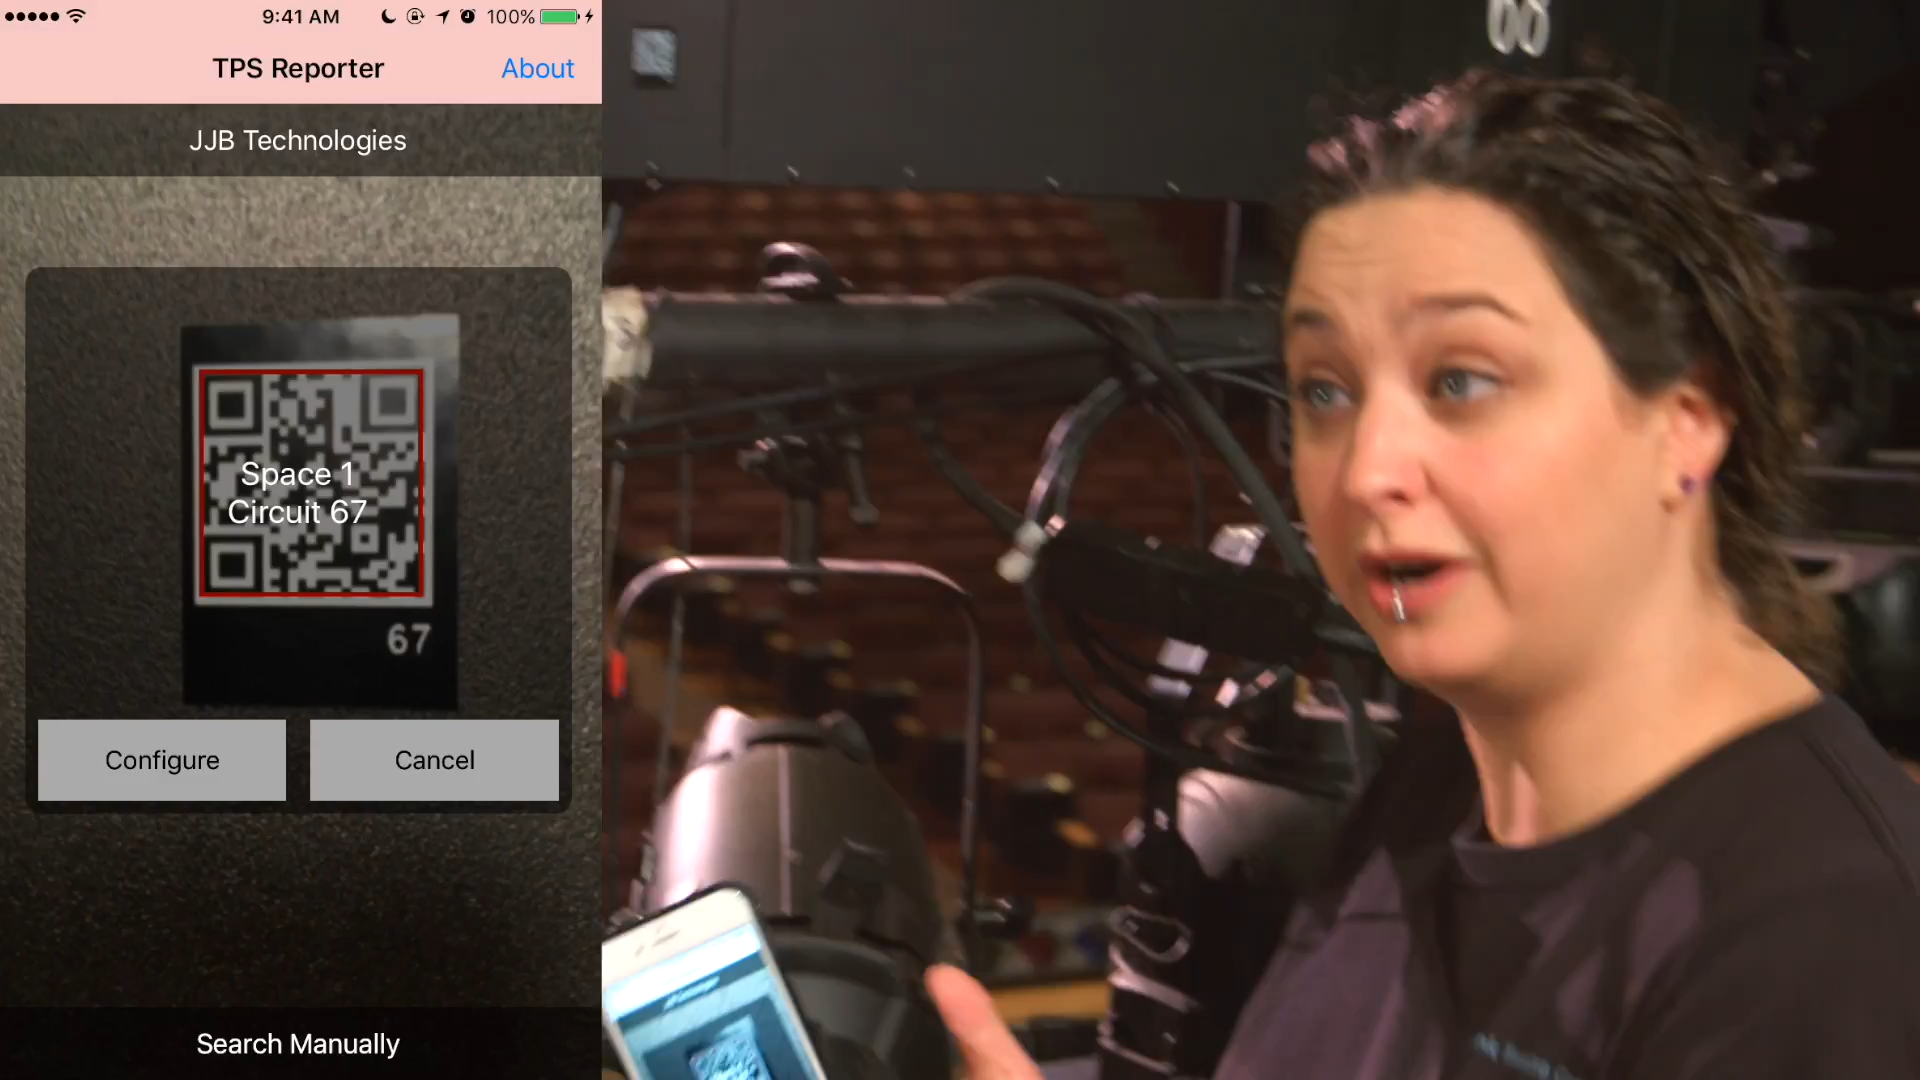 9:41 AM
100%
TPS Reporter
About
JJB Technologies
Space 1
Circuit 67
67
Configure
Cancel
Search Manually